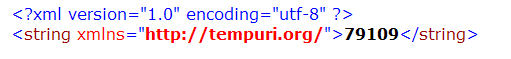 <?xml version="1.0" encoding="utf-8" ?>
<string xmlns="http://tempuri.org/">79109</string>